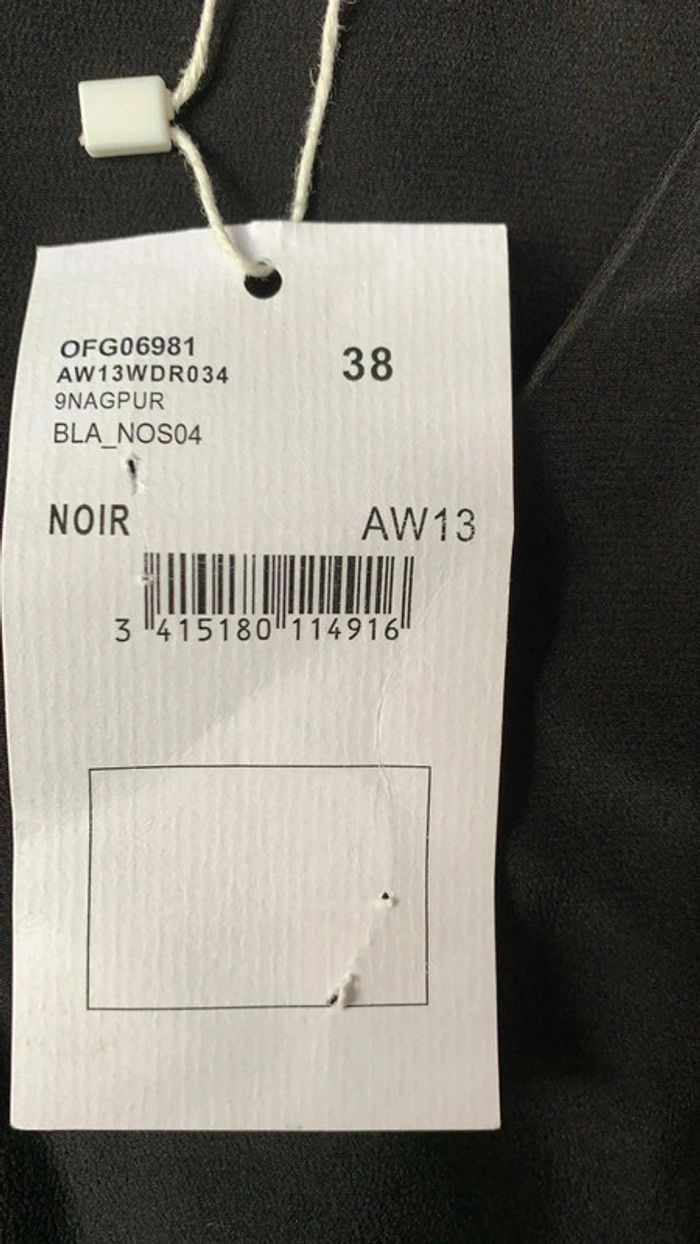 OFG06981
38
AW13WDR034
9NAGPUR
BLA_NOS04
NOIR
AW13
3 415180 114916